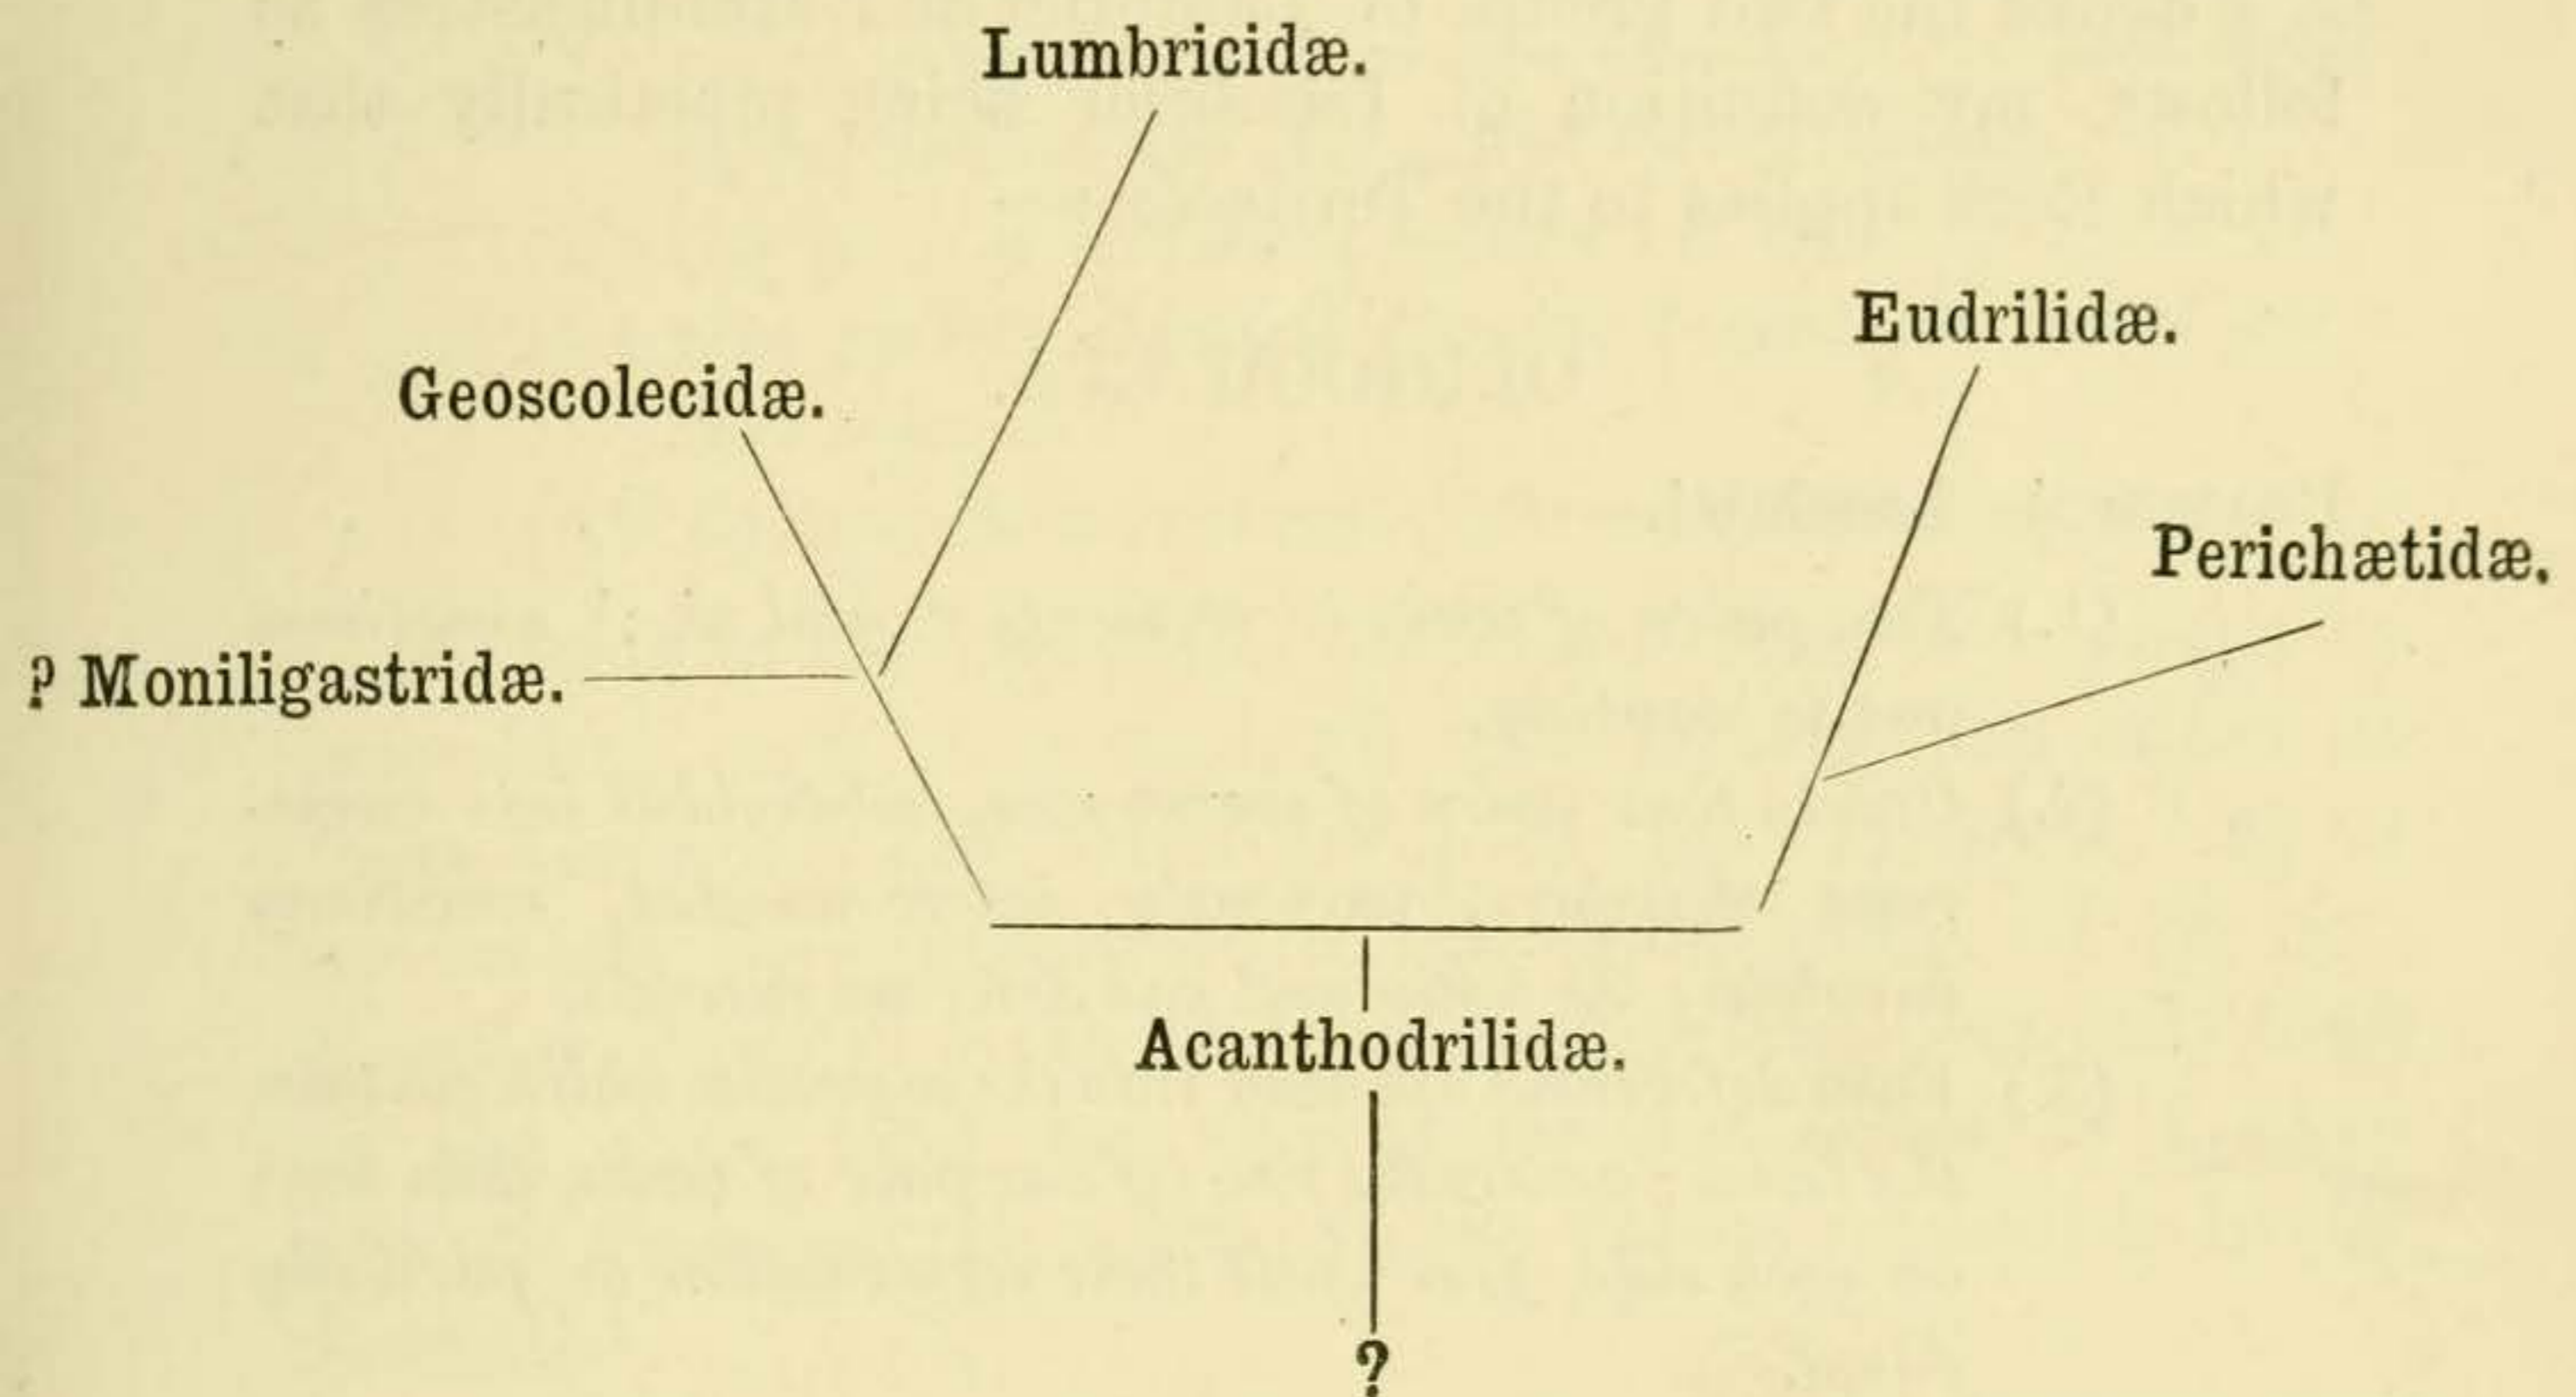 Lumbricidæ.
Eudrilidæ.
Geoscolecidæ.
Perichætidæ.
? Moniligastridæ.
Acanthodrilidæ.
?